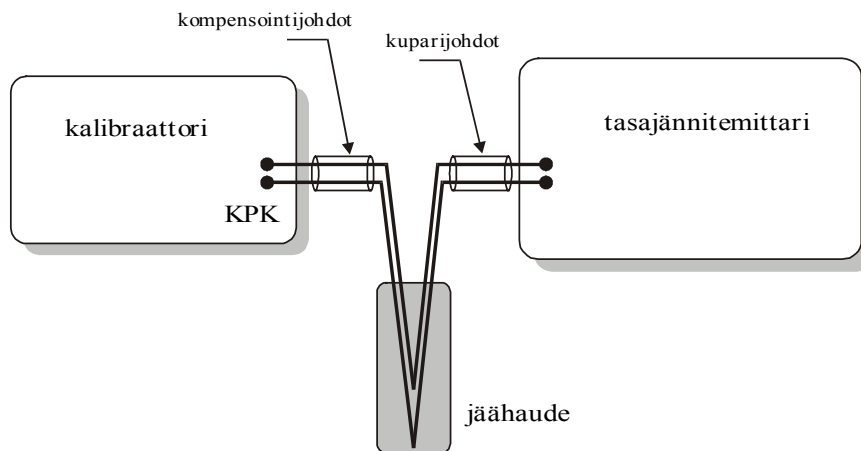 kompensointijohdot
kuparijohdot
kalibraattori
tasajännitemittari
KPK
jäähaude